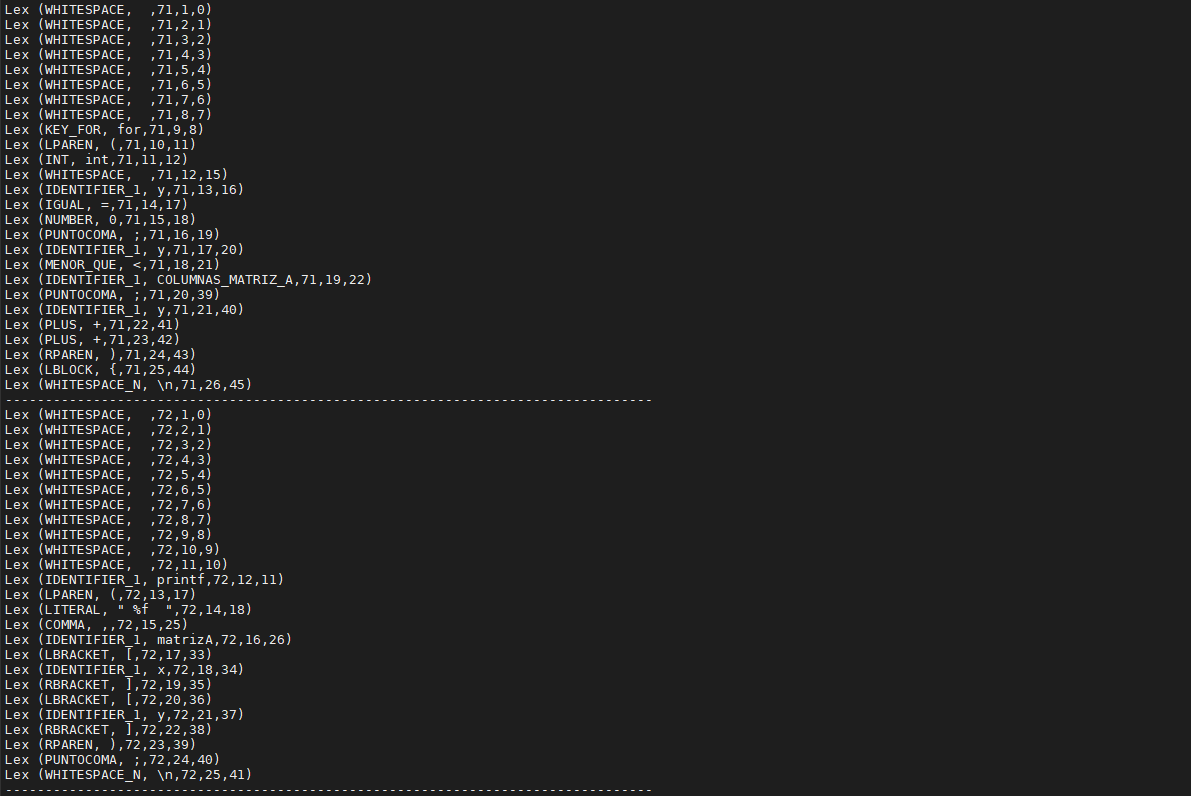 Lex (WHITESPACE,  ,71,1,0)
Lex (WHITESPACE,  ,71,2,1)
Lex (WHITESPACE,  ,71,3,2)
Lex (WHITESPACE,  ,71,4,3)
Lex (WHITESPACE,  ,71,5,4)
Lex (WHITESPACE,  ,71,6,5)
Lex (WHITESPACE,  ,71,7,6)
Lex (WHITESPACE,  ,71,8,7)
Lex (KEY_FOR, for,71,9,8)
Lex (LPAREN, (,71,10,11)
Lex (INT, int,71,11,12)
Lex (WHITESPACE,  ,71,12,15)
Lex (IDENTIFIER_1, y,71,13,16)
Lex (IGUAL, =,71,14,17)
Lex (NUMBER, 0,71,15,18)
Lex (PUNTOCOMA, ;,71,16,19)
Lex (IDENTIFIER_1, y,71,17,20)
Lex (MENOR_QUE, <,71,18,21)
Lex (IDENTIFIER_1, COLUMNAS_MATRIZ_A,71,19,22)
Lex (PUNTOCOMA, ;,71,20,39)
Lex (IDENTIFIER_1, y,71,21,40)
Lex (PLUS, +,71,22,41)
Lex (PLUS, +,71,23,42)
Lex (RPAREN, ),71,24,43)
Lex (LBLOCK, {,71,25,44)
Lex (WHITESPACE_N, \n,71,26,45)
---------------------------------------------------------------------------------
Lex (WHITESPACE,  ,72,1,0)
Lex (WHITESPACE,  ,72,2,1)
Lex (WHITESPACE,  ,72,3,2)
Lex (WHITESPACE,  ,72,4,3)
Lex (WHITESPACE,  ,72,5,4)
Lex (WHITESPACE,  ,72,6,5)
Lex (WHITESPACE,  ,72,7,6)
Lex (WHITESPACE,  ,72,8,7)
Lex (WHITESPACE,  ,72,9,8)
Lex (WHITESPACE,  ,72,10,9)
Lex (WHITESPACE,  ,72,11,10)
Lex (IDENTIFIER_1, printf,72,12,11)
Lex (LPAREN, (,72,13,17)
Lex (LITERAL, " %f  ",72,14,18)
Lex (COMMA, ,,72,15,25)
Lex (IDENTIFIER_1, matrizA,72,16,26)
Lex (LBRACKET, [,72,17,33)
Lex (IDENTIFIER_1, x,72,18,34)
Lex (RBRACKET, ],72,19,35)
Lex (LBRACKET, [,72,20,36)
Lex (IDENTIFIER_1, y,72,21,37)
Lex (RBRACKET, ],72,22,38)
Lex (RPAREN, ),72,23,39)
Lex (PUNTOCOMA, ;,72,24,40)
Lex (WHITESPACE_N, \n,72,25,41)
---------------------------------------------------------------------------------